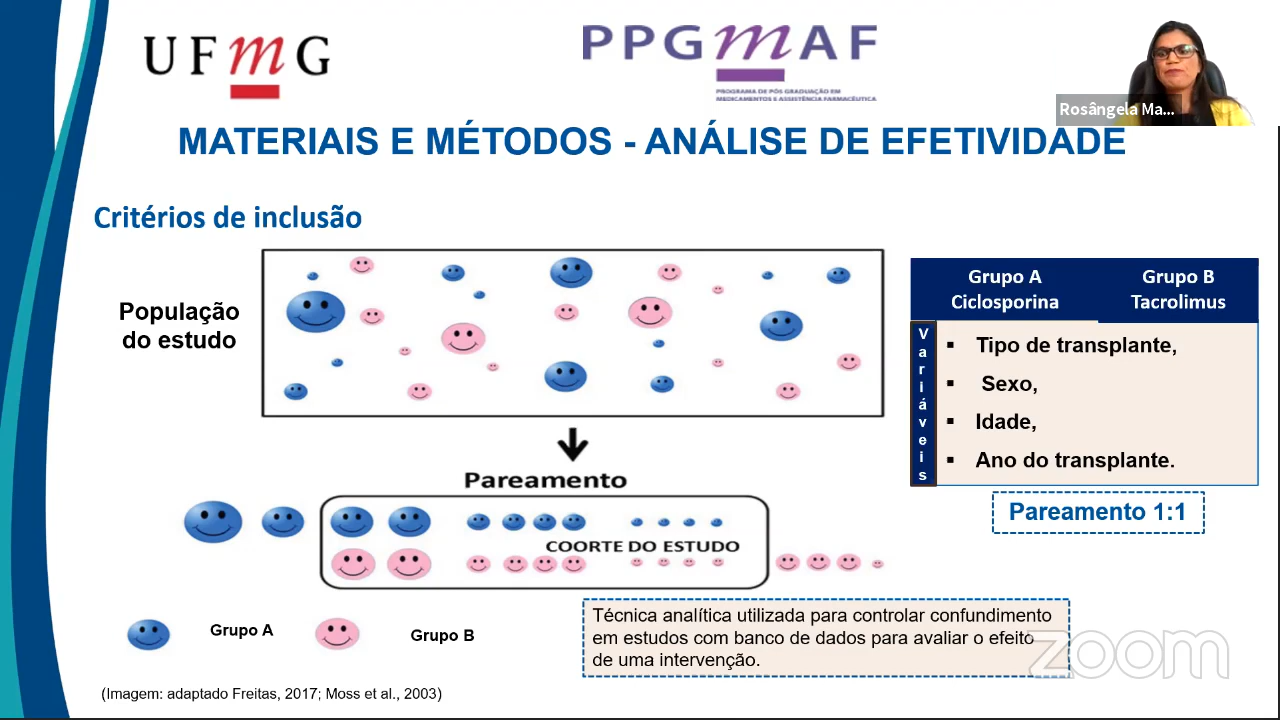 UFmG
PPGmAF
PROGRAMA DE PÓS GRADUAÇÃO EM
MEDICAMENTOS E ASSISTÊNCIA FARMACÊUTICA
Rosângela Ma...
MATERIAIS E MÉTODOS - ANÁLISE DE EFETIVIDADE
Critérios de inclusão
População
do estudo
Grupo A
Ciclosporina
Grupo B
Tacrolimus
Variáveis
▪ Tipo de transplante,
▪ Sexo,
▪ Idade,
▪ Ano do transplante.
Pareamento 1:1
Pareamento
COORTE DO ESTUDO
Grupo A
Grupo B
Técnica analítica utilizada para controlar confundimento
em estudos com banco de dados para avaliar o efeito
de uma intervenção.
zoom
(Imagem: adaptado Freitas, 2017; Moss et al., 2003)